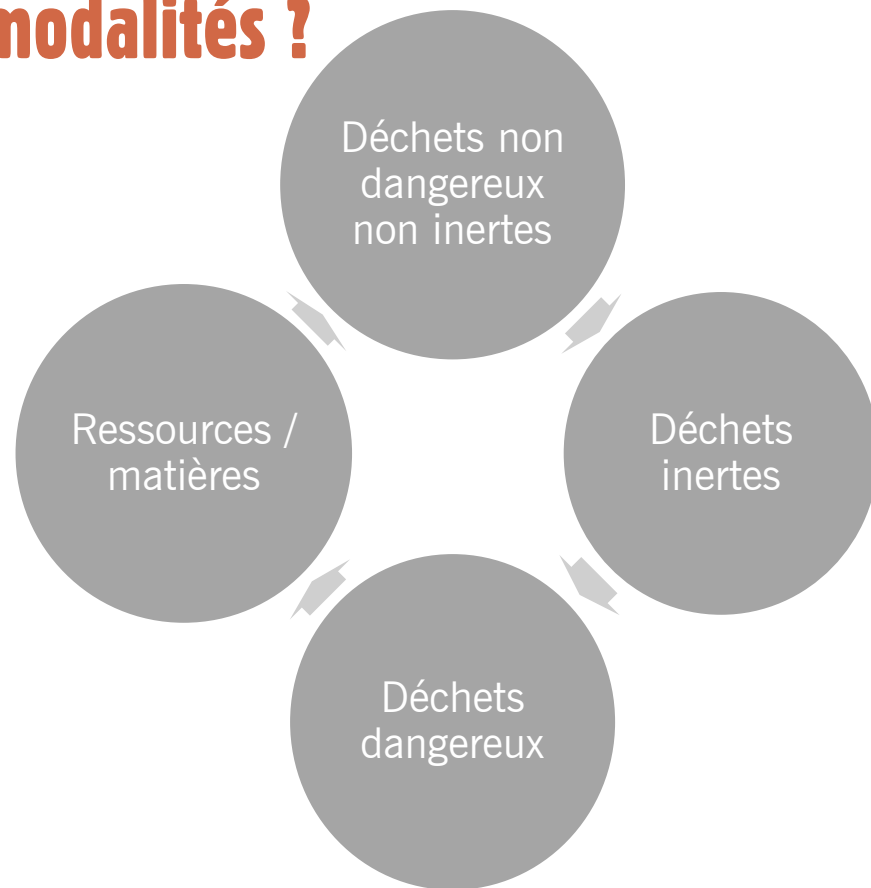 modalités ?
Déchets non
dangereux
non inertes
Ressources /
matières
Déchets
inertes
Déchets
dangereux